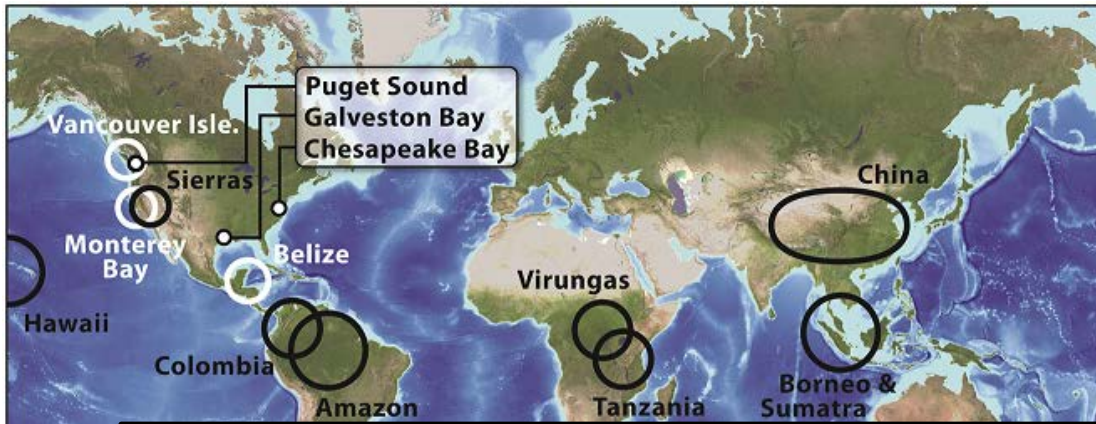 Puget Sound
Galveston Bay
Chesapeake Bay
Vancouver Isle.
Sierras
Monterey
Bay
Belize
Hawaii
Colombia
Amazon
Virungas
Tanzania
China
Borneo &
Sumatra